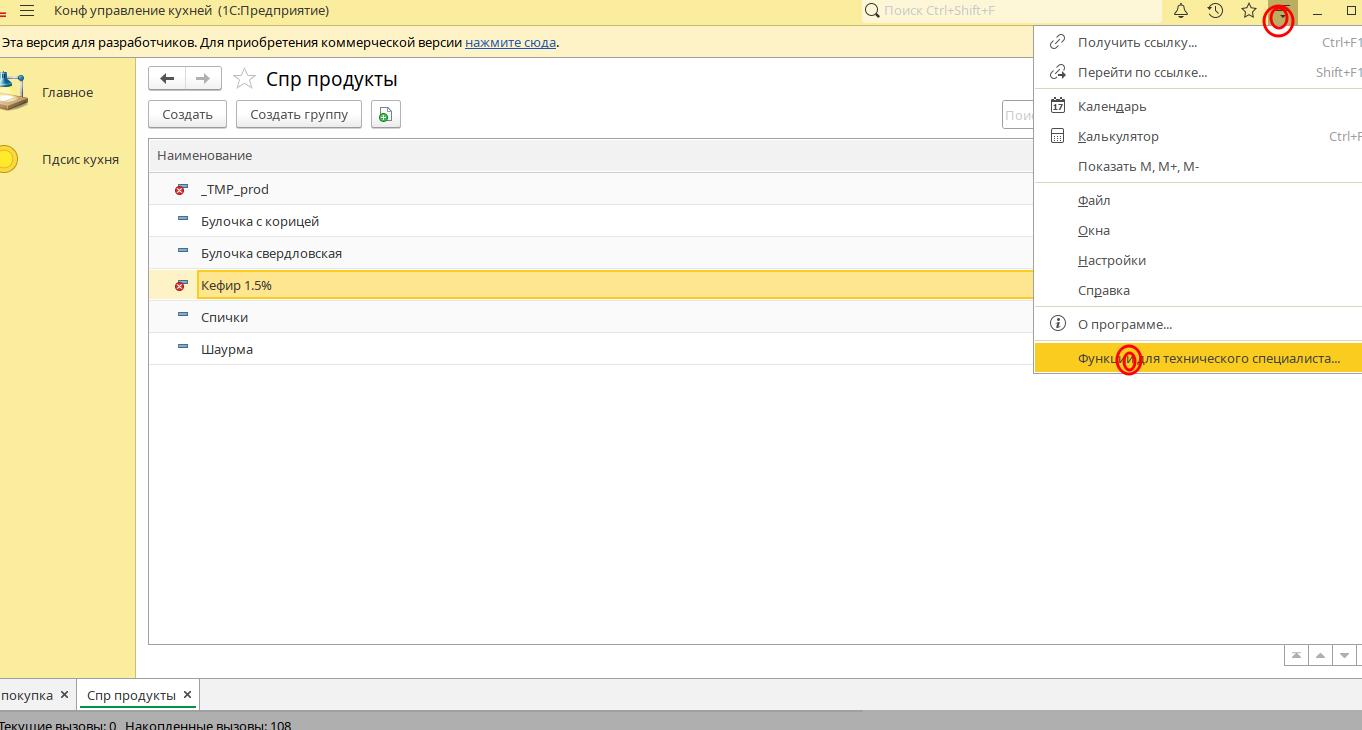 Конф управление кухней (1С:Предприятие)
Поиск Ctrl+Shift+F
Эта версия для разработчиков. Для приобретения коммерческой версии нажмите сюда.
Главное
Пдсис кухня
Спр продукты
Создать
Создать группу
Наименование
_TMP_prod
Булочка с корицей
Булочка свердловская
Кефир 1.5%
Спички
Шаурма
Получить ссылку... Ctrl+F1
Перейти по ссылке... Shift+F1
17 Календарь
Калькулятор Ctrl+F
Показать M, M+, M-
Файл
Окна
Настройки
Справка
О программе...
Функции для технического специалиста...
покупка
Спр продукты
Текущие вызовы: 0 Накопленные вызовы: 108